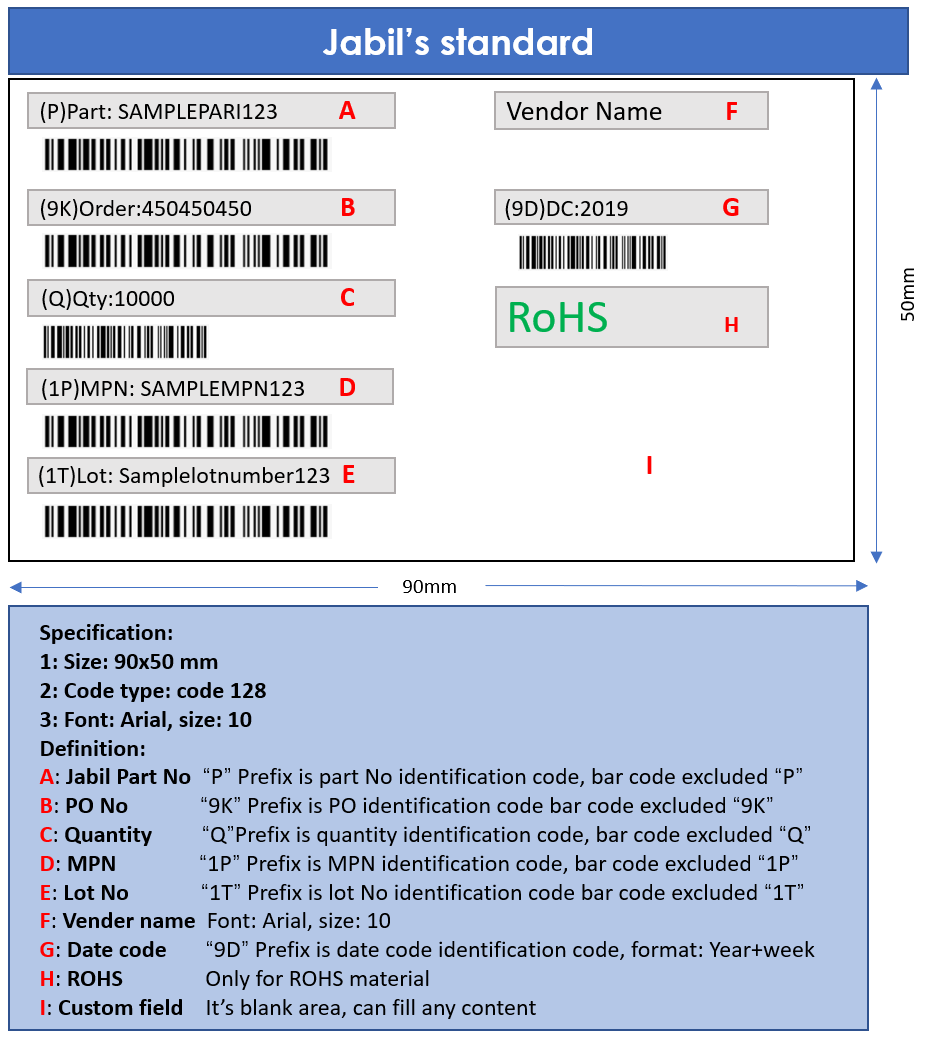 Jabil's standard
(P)Part: SAMPLEPARI123 A
Vendor Name F
(9K)Order:450450450 B
(9D)DC:2019 G
(Q)Qty:10000 C
RoHS H
(1P)MPN: SAMPLEMPN123 D
(1T)Lot: Samplelotnumber123 E
I
50mm
90mm
Specification:
1: Size: 90x50 mm
2: Code type: code 128
3: Font: Arial, size: 10
Definition:
A: Jabil Part No “P” Prefix is part No identification code, bar code excluded “P”
B: PO No “9K” Prefix is PO identification code bar code excluded “9K”
C: Quantity “Q”Prefix is quantity identification code, bar code excluded “Q”
D: MPN “1P” Prefix is MPN identification code, bar code excluded “1P”
E: Lot No “1T” Prefix is lot No identification code bar code excluded “1T”
F: Vender name Font: Arial, size: 10
G: Date code “9D” Prefix is date code identification code, format: Year+week
H: ROHS Only for ROHS material
I: Custom field It’s blank area, can fill any content